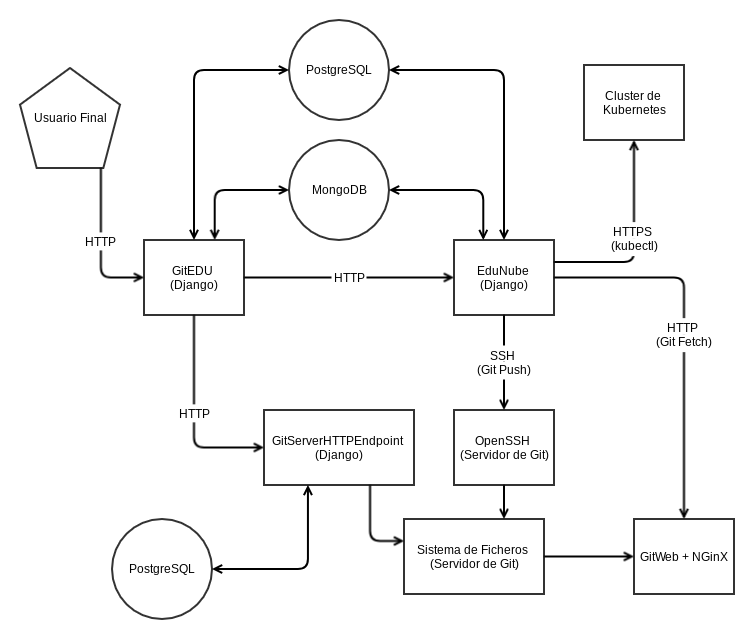 PostgreSQL
Usuario Final
Cluster de
Kubernetes
MongoDB
HTTP
HTTPS
(kubectl)
GitEDU
(Django)
HTTP
EduNube
(Django)
HTTP
(Git Fetch)
SSH
(Git Push)
HTTP
GitServerHTTPEndpoint
(Django)
OpenSSH
(Servidor de Git)
PostgreSQL
Sistema de Ficheros
(Servidor de Git)
GitWeb + NGinX